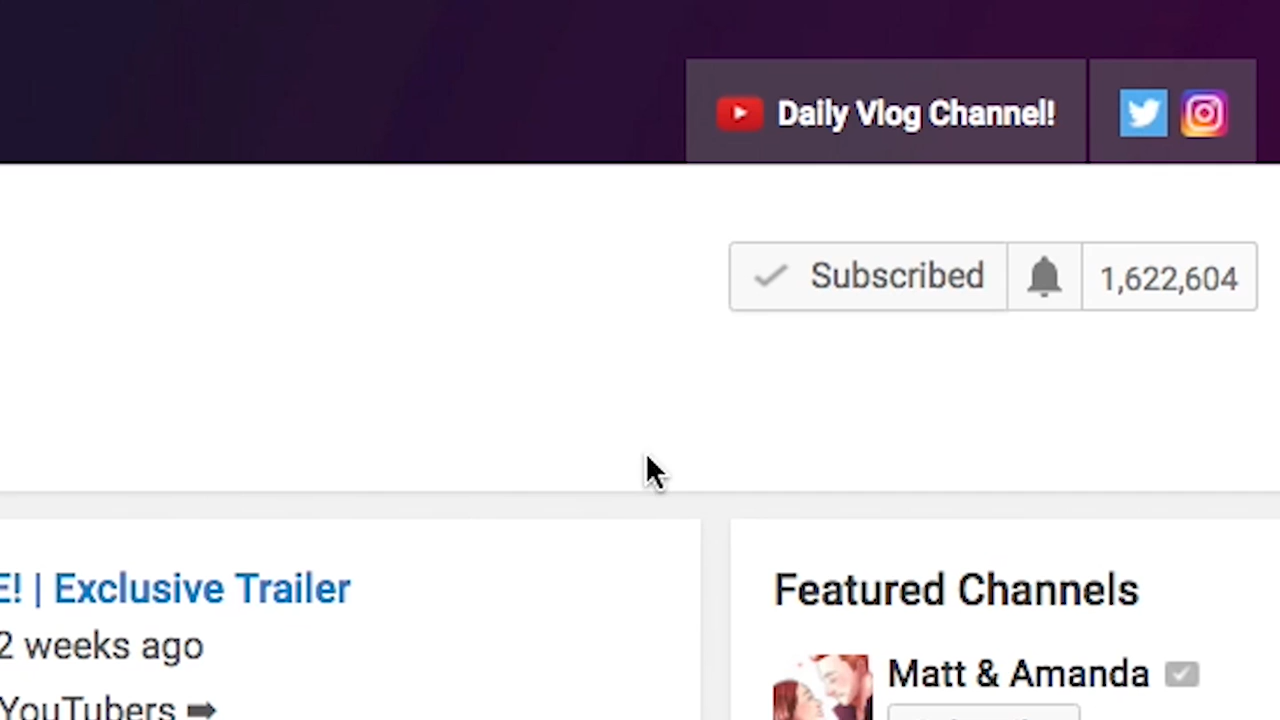 Daily Vlog Channel!
Subscribed 1,622,604
E! | Exclusive Trailer
2 weeks ago
YouTubers ➡
Featured Channels
Matt & Amanda